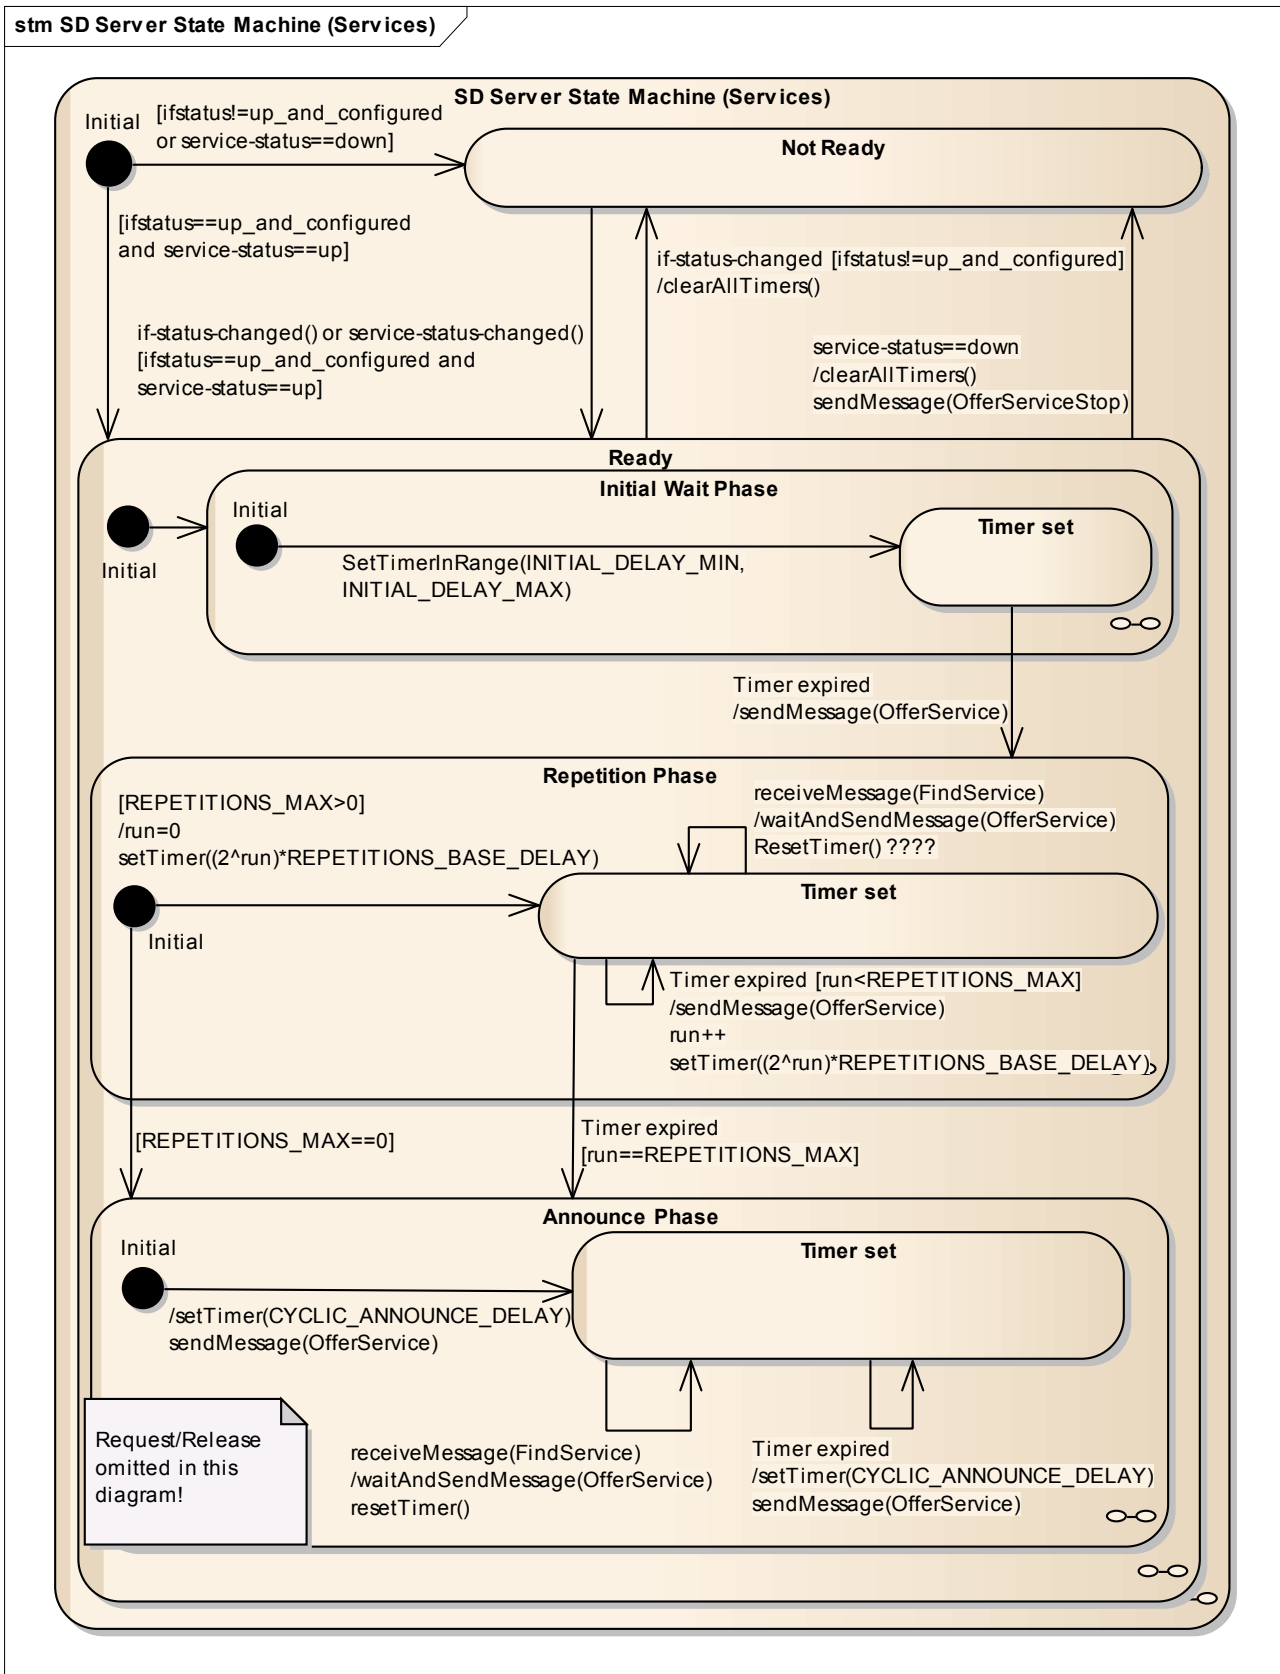 stm SD Server State Machine (Services)
SD Server State Machine (Services)
Initial
[ifstatus!=up_and_configured
or service-status==down]
Not Ready
[ifstatus==up_and_configured
and service-status==up]
if-status-changed [ifstatus!=up_and_configured]
/clearAllTimers()
if-status-changed() or service-status-changed()
[ifstatus==up_and_configured and
service-status==up]
service-status==down
/clearAllTimers()
sendMessage(OfferServiceStop)
Ready
Initial
Initial Wait Phase
Initial
SetTimerInRange(INITIAL_DELAY_MIN,
INITIAL_DELAY_MAX)
Timer set
Timer expired
/sendMessage(OfferService)
Repetition Phase
[REPETITIONS_MAX>0]
/run=0
setTimer((2^run)*REPETITIONS_BASE_DELAY)
receiveMessage(FindService)
/waitAndSendMessage(OfferService)
ResetTimer() ????
Initial
Timer set
Timer expired [run<REPETITIONS_MAX]
/sendMessage(OfferService)
run++
setTimer((2^run)*REPETITIONS_BASE_DELAY)
[REPETITIONS_MAX==0]
Timer expired
[run==REPETITIONS_MAX]
Announce Phase
Initial
Timer set
/setTimer(CYCLIC_ANNOUNCE_DELAY)
sendMessage(OfferService)
Request/Release
omitted in this
diagram!
receiveMessage(FindService)
/waitAndSendMessage(OfferService)
resetTimer()
Timer expired
/setTimer(CYCLIC_ANNOUNCE_DELAY)
sendMessage(OfferService)